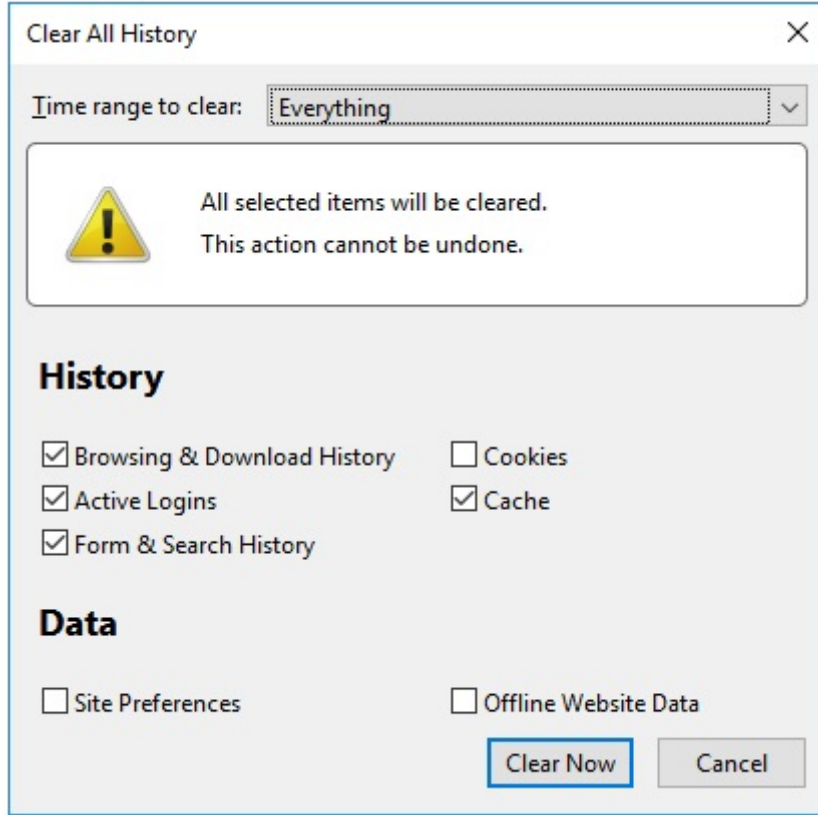 Clear All History
Time range to clear: Everything
All selected items will be cleared.
This action cannot be undone.
History
Browsing & Download History Cookies
Active Logins Cache
Form & Search History
Data
Site Preferences Offline Website Data
Clear Now Cancel